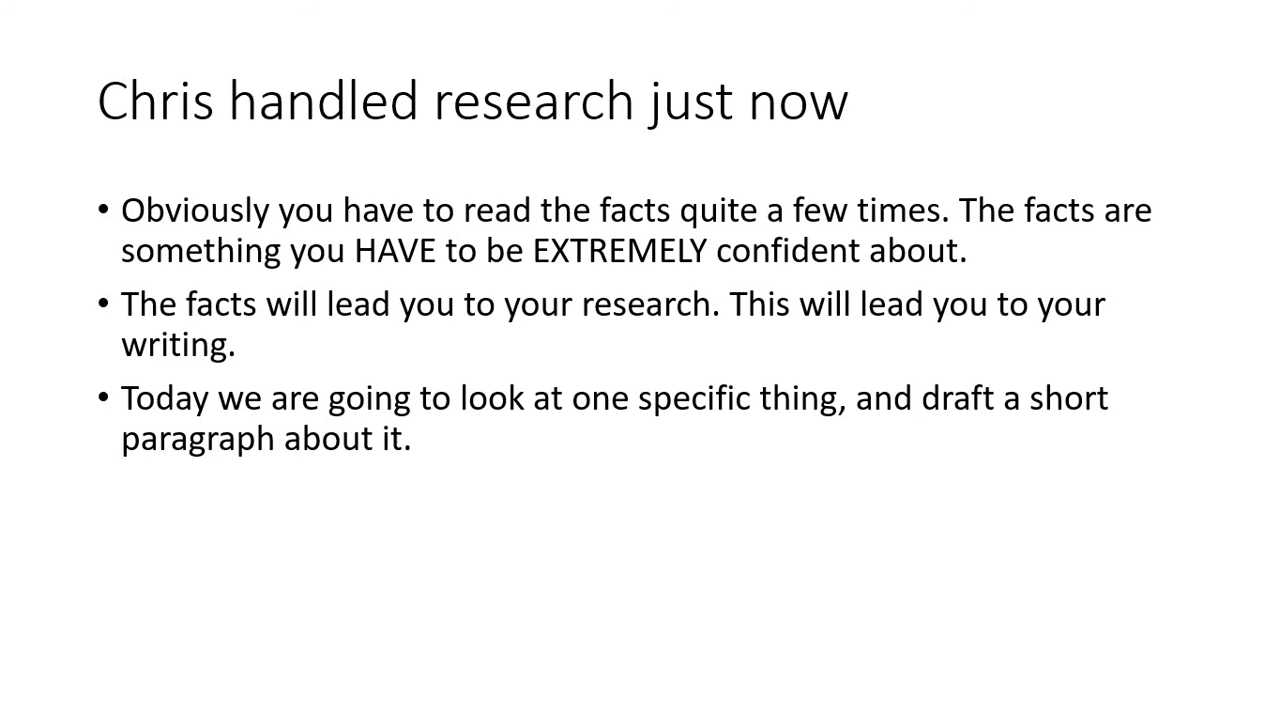 Chris handled research just now
• Obviously you have to read the facts quite a few times. The facts are
something you HAVE to be EXTREMELY confident about.
• The facts will lead you to your research. This will lead you to your
writing.
• Today we are going to look at one specific thing, and draft a short
paragraph about it.